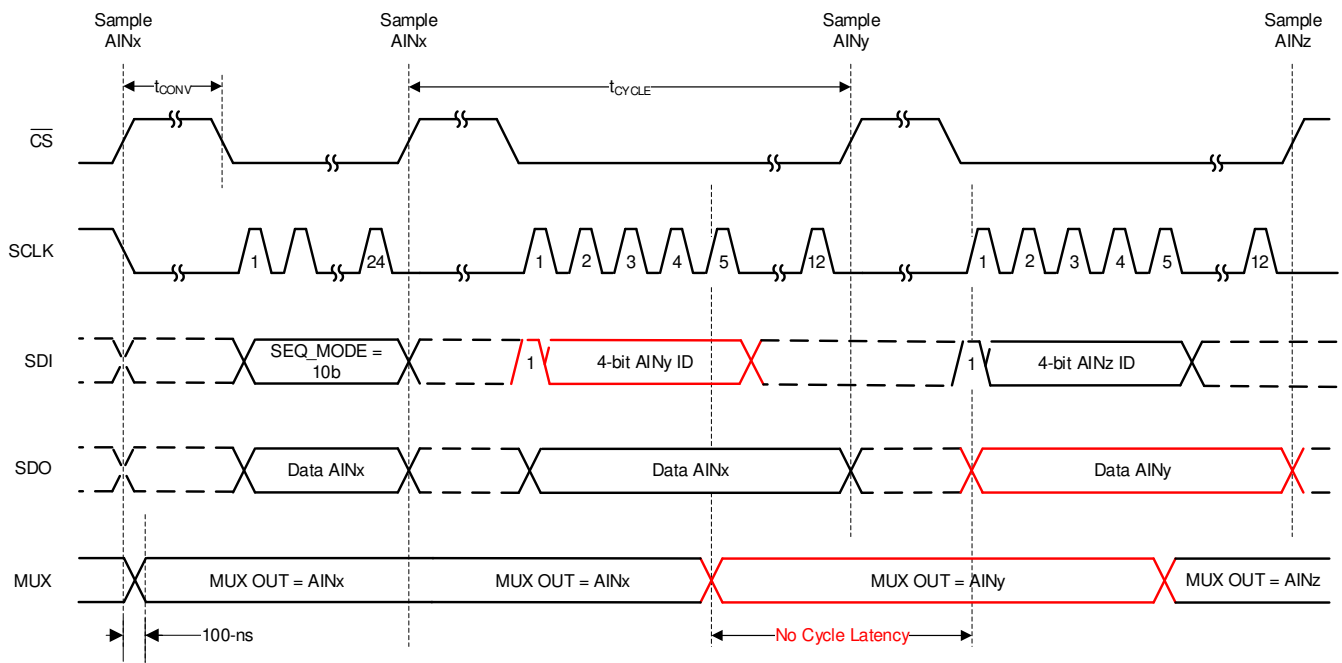 Sample
AINx
Sample
AINx
Sample
AINy
Sample
AINz
tCONV
tCYCLE
CS
SCLK
1 24 1 2 3 4 5 12 1 2 3 4 5 12
SDI
SEQ_MODE =
10b
1 4-bit AINy ID
1 4-bit AINz ID
SDO
Data AINx
Data AINx
Data AINy
MUX
MUX OUT = AINx
MUX OUT = AINx
MUX OUT = AINy
MUX OUT = AINz
100-ns
No Cycle Latency